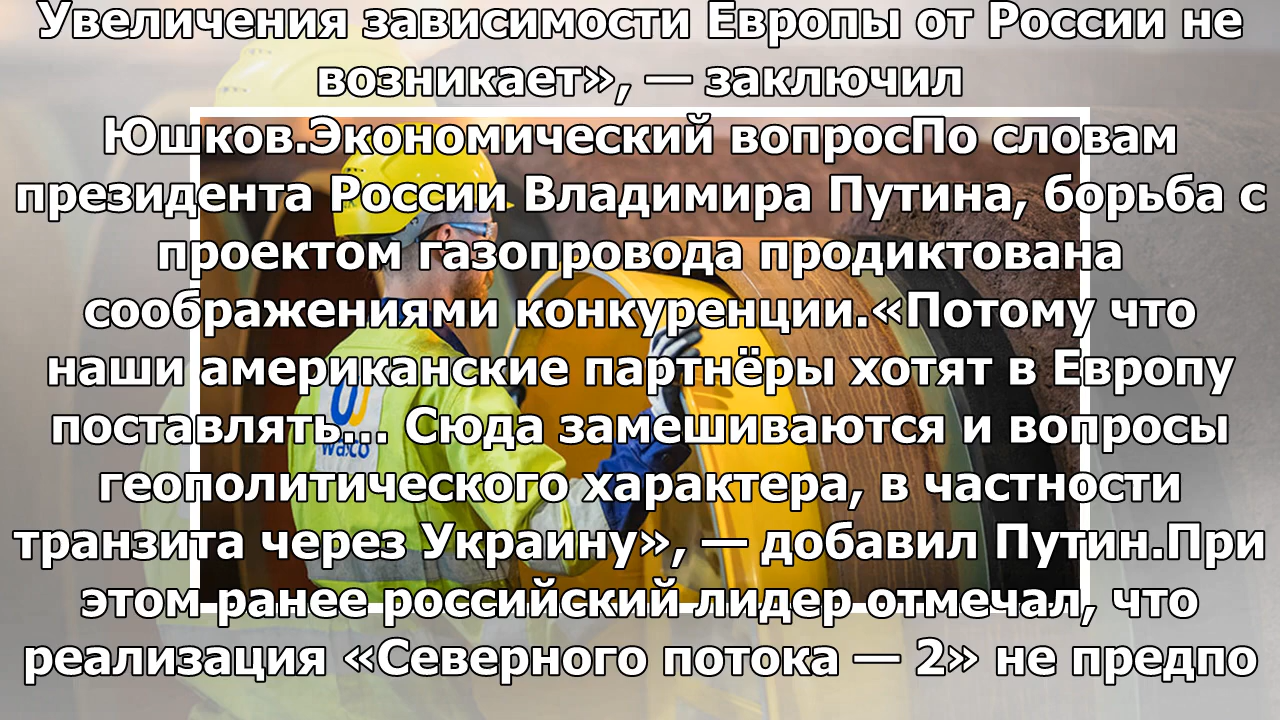 Увеличения зависимости Европы от России не
возникает», — заключил
Юшков.Экономический вопросПо словам
президента России Владимира Путина, борьба с
проектом газопровода продиктована
соображениями конкуренции.«Потому что
наши американские партнёры хотят в Европу
поставлять... Сюда замешиваются и вопросы
геополитического характера, в частности
транзита через Украину», — добавил Путин.При
этом ранее российский лидер отмечал, что
реализация «Северного потока — 2» не предпо
wasco